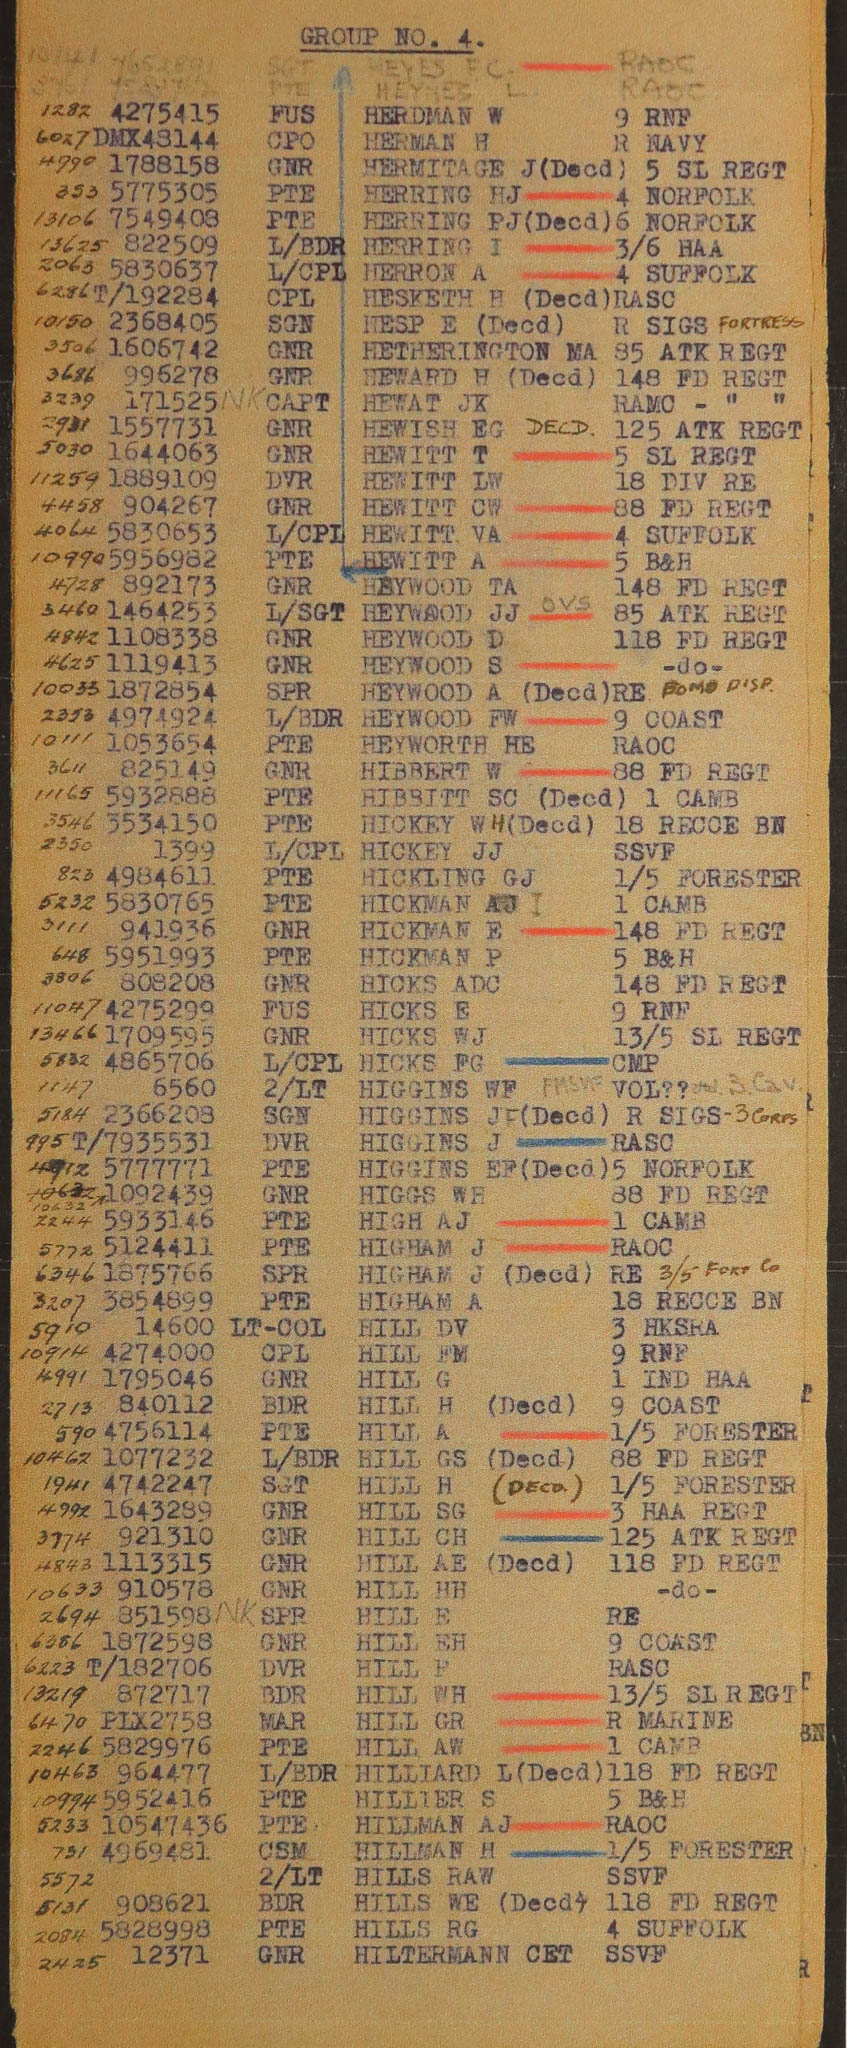 GROUP NO. 4.
10141 7652891 SGT HEYES F.C. RAOC
PTE HEYHES L. RAOC
1282 4275415 FUS HERDMAN W 9 RNF
6027 DMX43144 CPO HERMAN H R NAVY
4990 1788158 GNR HERMITAGE J(Decd) 5 SL REGT
353 5775305 PTE HERRING HJ 4 NORFOLK
13106 7549408 PTE HERRING PJ(Decd)6 NORFOLK
13625 822509 L/BDR HERRING I 3/6 HAA
2063 5830637 L/CPL HERRON A 4 SUFFOLK
6286 T/192284 CPL HESKETH H (Decd)RASC
10150 2368405 SGN HESP E (Decd) R SIGS FORTRESS
3506 1606742 GNR HETHERINGTON MA 85 ATK REGT
3686 996278 GNR HEWARD H (Decd) 148 FD REGT
3239 171525 NK CAPT HEWAT JK RAMC - " "
2931 1557731 GNR HEWISH EG DECD. 125 ATK REGT
5030 1644063 GNR HEWITT T 5 SL REGT
11259 1889109 DVR HEWITT LW 18 DIV RE
4458 904267 GNR HEWITT CW 88 FD REGT
4064 5830653 L/CPL HEWITT VA 4 SUFFOLK
10990 5956982 PTE HEWITT A 5 B&H
4728 892173 GNR HEYWOOD TA 148 FD REGT
3460 1464253 L/SGT HEYWOOD JJ OVS 85 ATK REGT
4842 1108338 GNR HEYWOOD D 118 FD REGT
4625 1119413 GNR HEYWOOD S -do-
10033 1872854 SPR HEYWOOD A (Decd)RE BOMB DISP.
2353 4974924 L/BDR HEYWOOD FW 9 COAST
10111 1053654 PTE HEYWORTH HE RAOC
3611 825149 GNR HIBBERT W 88 FD REGT
11165 5932888 PTE HIBBITT SC (Decd) 1 CAMB
3546 3534150 PTE HICKEY WH(Decd) 18 RECCE BN
2350 1399 L/CPL HICKEY JJ SSVF
823 4984611 PTE HICKLING GJ 1/5 FORESTER
5232 5830765 PTE HICKMAN AJ I 1 CAMB
3111 941936 GNR HICKMAN E 148 FD REGT
648 5951993 PTE HICKMAN P 5 B&H
3806 808208 GNR HICKS ADC 148 FD REGT
11047 4275299 FUS HICKS E 9 RNF
13466 1709595 GNR HICKS WJ 13/5 SL REGT
5832 4865706 L/CPL HICKS FG CMP
1147 6560 2/LT HIGGINS WF FMSVF VOL??
5184 2366208 SGN HIGGINS JF(Decd) R SIGS-3 CORPS
995 T/7935531 DVR HIGGINS J RASC
4912 5777771 PTE HIGGINS EF(Decd)5 NORFOLK
10632 1092439 GNR HIGGS WH 88 FD REGT
10632A
2244 5933146 PTE HIGH AJ 1 CAMB
5772 5124411 PTE HIGHAM J RAOC
6346 1875766 SPR HIGHAM J (Decd) RE 3/5 FORT Co
3207 3854899 PTE HIGHAM A 18 RECCE BN
5910 14600 LT-COL HILL DV 3 HKSRA
10914 4274000 CPL HILL FM 9 RNF
4991 1795046 GNR HILL G 1 IND HAA
2713 840112 BDR HILL H (Decd) 9 COAST
590 4756114 PTE HILL A 1/5 FORESTER
10462 1077232 L/BDR HILL GS (Decd) 88 FD REGT
1941 4742247 SGT HILL H (DECD.) 1/5 FORESTER
4992 1643289 GNR HILL SG 3 HAA REGT
3974 921310 GNR HILL CH 125 ATK REGT
4843 1113315 GNR HILL AE (Decd) 118 FD REGT
10633 910578 GNR HILL HH -do-
2694 851598 NK SPR HILL E RE
6386 1872598 GNR HILL EH 9 COAST
6223 T/182706 DVR HILL F RASC
13219 872717 BDR HILL WH 13/5 SL REGT
6470 PLX2758 MAR HILL GR R MARINE
2246 5829976 PTE HILL AW 1 CAMB
10463 964477 L/BDR HILLIARD L(Decd)118 FD REGT
10994 5952416 PTE HILLIER S 5 B&H
5233 10547436 PTE HILLMAN AJ RAOC
731 4969481 CSM HILLMAN H 1/5 FORESTER
5572 2/LT HILLS RAW SSVF
5131 908621 BDR HILLS WE (Decd) 118 FD REGT
2084 5828998 PTE HILLS RG 4 SUFFOLK
2425 12371 GNR HILTERMANN CET SSVF